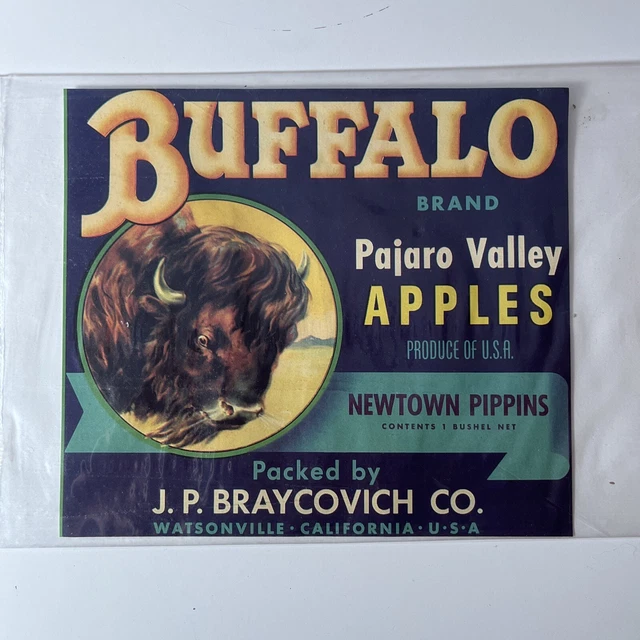 BUFFALO
BRAND
Pajaro Valley
APPLES
PRODUCE OF U.S.A.
NEWTOWN PIPPINS
CONTENTS 1 BUSHEL NET
Packed by
J. P. BRAYCOVICH CO.
WATSONVILLE · CALIFORNIA · U·S·A